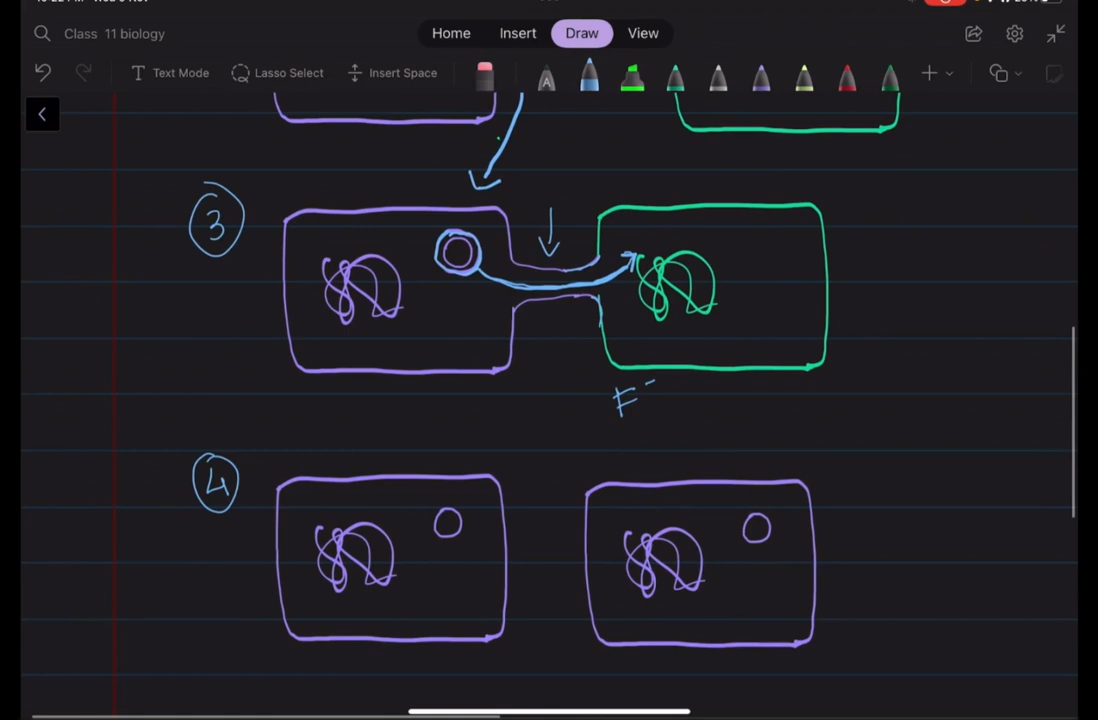 Class 11 biology
Home Insert Draw View
Text Mode Lasso Select Insert Space
A
3
F⁻
4